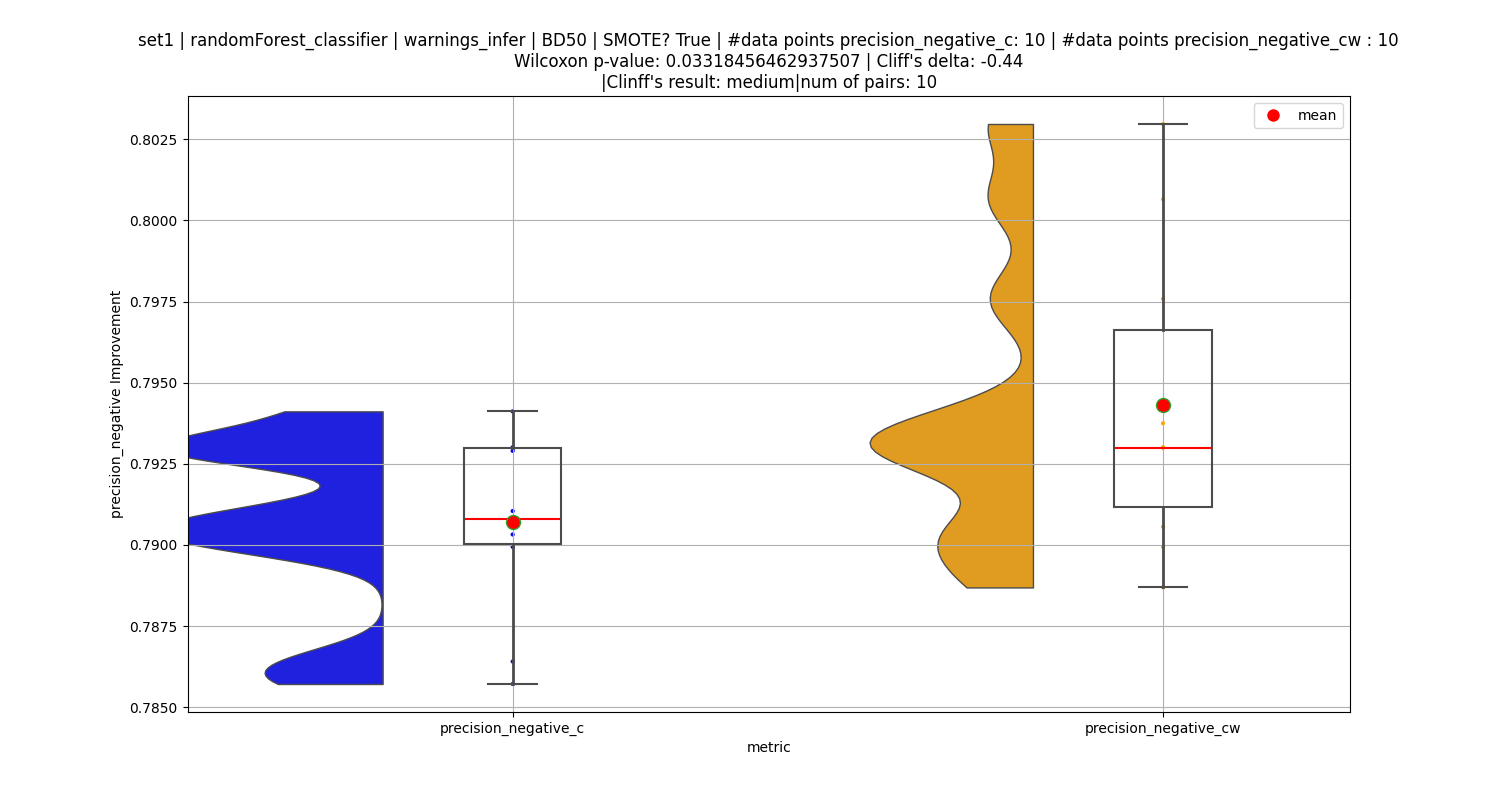 set1 | randomForest_classifier | warnings_infer | BD50 | SMOTE? True | #data points precision_negative_c: 10 | #data points precision_negative_cw : 10
Wilcoxon p-value: 0.03318456462937507 | Cliff's delta: -0.44
|Clinff's result: medium|num of pairs: 10
mean
0.8025
0.8000
0.7975
0.7950
0.7925
0.7900
0.7875
0.7850
precision_negative Improvement
precision_negative_c
precision_negative_cw
metric